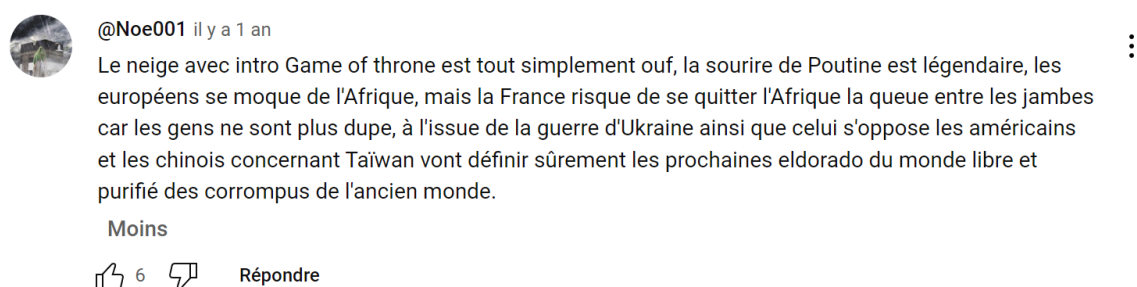 @Noe001 il y a 1 an
Le neige avec intro Game of throne est tout simplement ouf, la sourire de Poutine est légendaire, les
européens se moque de l'Afrique, mais la France risque de se quitter l'Afrique la queue entre les jambes
car les gens ne sont plus dupe, à l'issue de la guerre d'Ukraine ainsi que celui s'oppose les américains
et les chinois concernant Taïwan vont définir sûrement les prochaines eldorado du monde libre et
purifié des corrompus de l'ancien monde.
Moins
6 Répondre